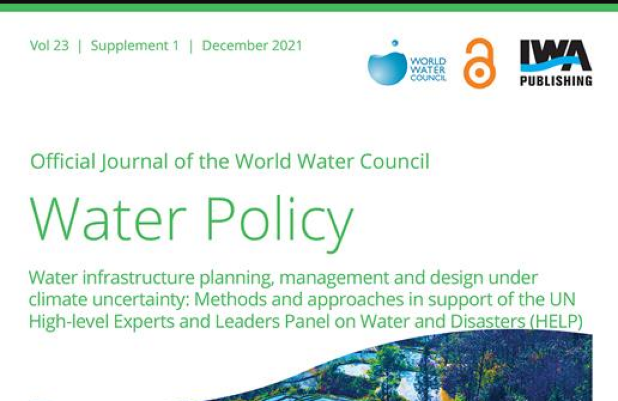 Vol 23 | Supplement 1 | December 2021
WORLD
WATER
COUNCIL
IWA
PUBLISHING
Official Journal of the World Water Council
Water Policy
Water infrastructure planning, management and design under
climate uncertainty: Methods and approaches in support of the UN
High-level Experts and Leaders Panel on Water and Disasters (HELP)